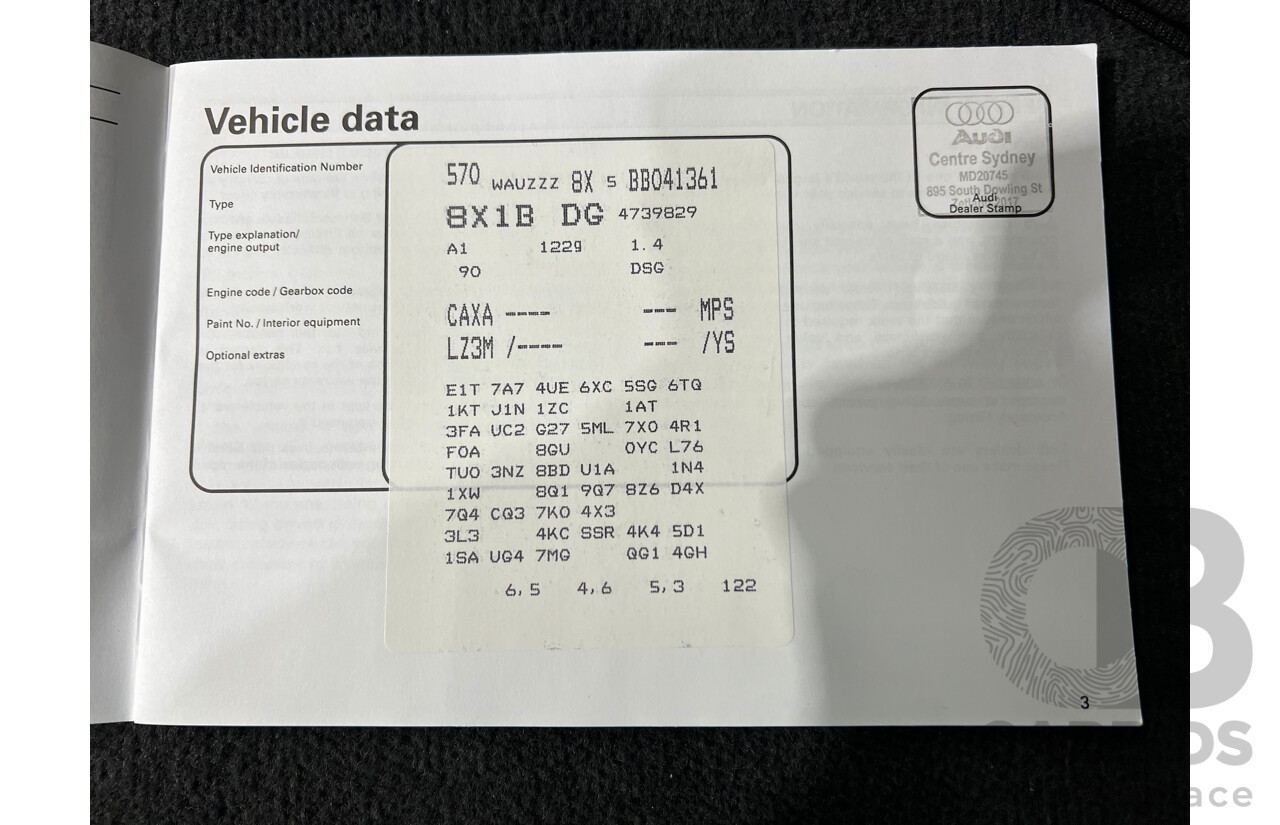 Vehicle data
Vehicle Identification Number
Type
Type explanation/
engine output
Engine code / Gearbox code
Paint No. / Interior equipment
Optional extras
570 WAUZZZ 8X 5 BB041361
8X1B DG 4739829
A1 122g 1.4
90 DSG
CAXA ---- --- MPS
LZ3M /---- --- /YS
E1T 7A7 4UE 6XC 5SG 6TQ
1KT J1N 1ZC 1AT
3FA UC2 G27 5ML 7X0 4R1
F0A 8GU 0YC L76
TU0 3NZ 8BD U1A 1N4
1XW 8Q1 9Q7 8Z6 D4X
7Q4 CQ3 7K0 4X3
3L3 4KC SSR 4K4 5D1
1SA UG4 7MG QG1 4GH
6,5 4,6 5,3 122
Audi
Centre Sydney
MD20745
895 South Dowling St
2017
Audi
Dealer Stamp
3